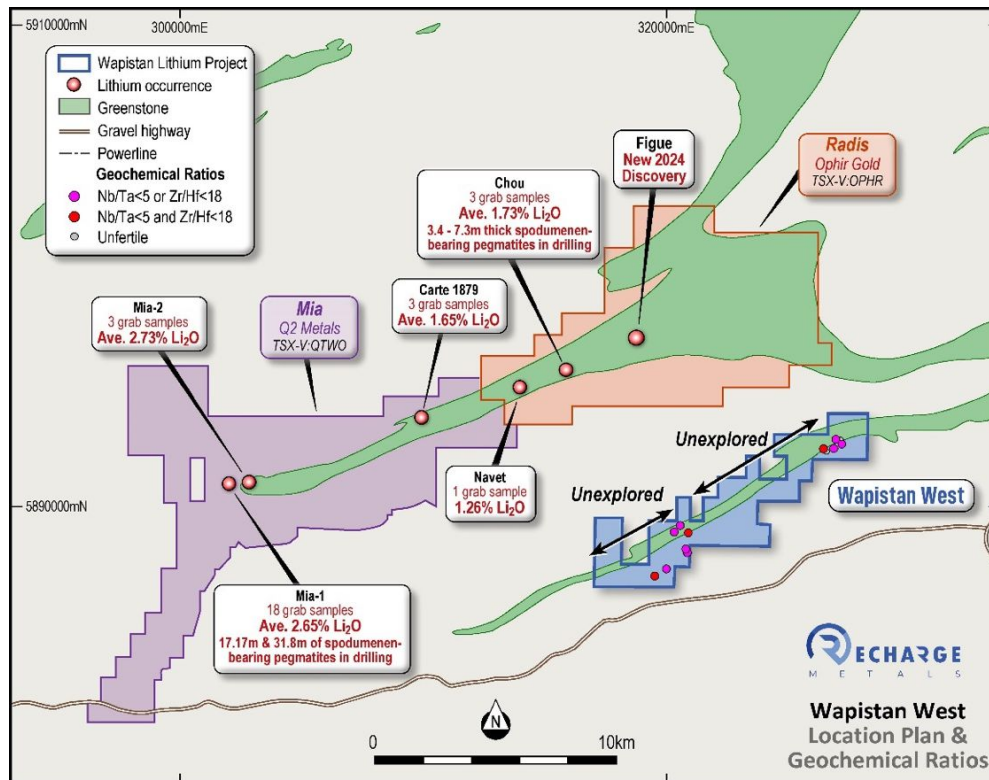 5910000mN
300000mE
320000mE
Wapistan Lithium Project
Lithium occurrence
Greenstone
Gravel highway
Powerline
Geochemical Ratios
Nb/Ta<5 or Zr/Hf<18
Nb/Ta<5 and Zr/Hf<18
Unfertile
Figue
New 2024
Discovery
Radis
Ophir Gold
TSX-V:OPHR
Chou
3 grab samples
Ave. 1.73% Li2O
3.4 - 7.3m thick spodumenen-
bearing pegmatites in drilling
Carte 1879
3 grab samples
Ave. 1.65% Li2O
Mia-2
3 grab samples
Ave. 2.73% Li2O
Mia
Q2 Metals
TSX-V:QTWO
Navet
1 grab sample
1.26% Li2O
Unexplored
Unexplored
Wapistan West
5890000mN
Mia-1
18 grab samples
Ave. 2.65% Li2O
17.17m & 31.8m of spodumenen-
bearing pegmatites in drilling
RECHARGE
METALS
N
0
10km
Wapistan West
Location Plan &
Geochemical Ratios